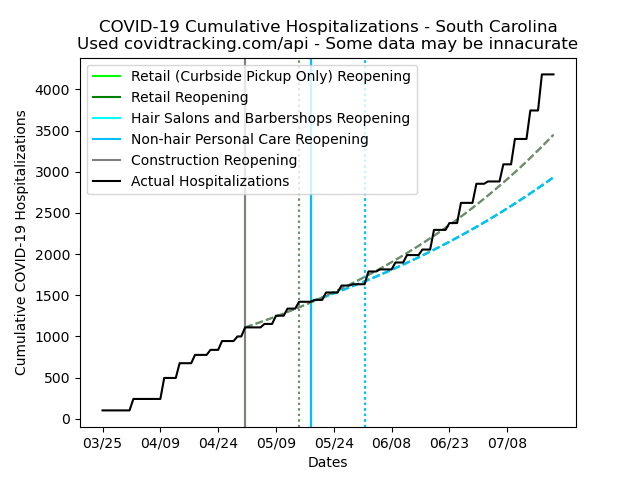 COVID-19 Cumulative Hospitalizations - South Carolina
Used covidtracking.com/api - Some data may be innacurate
Retail (Curbside Pickup Only) Reopening
Retail Reopening
Hair Salons and Barbershops Reopening
Non-hair Personal Care Reopening
Construction Reopening
Actual Hospitalizations
Cumulative COVID-19 Hospitalizations
4000
3500
3000
2500
2000
1500
1000
500
0
03/25 04/09 04/24 05/09 05/24 06/08 06/23 07/08
Dates